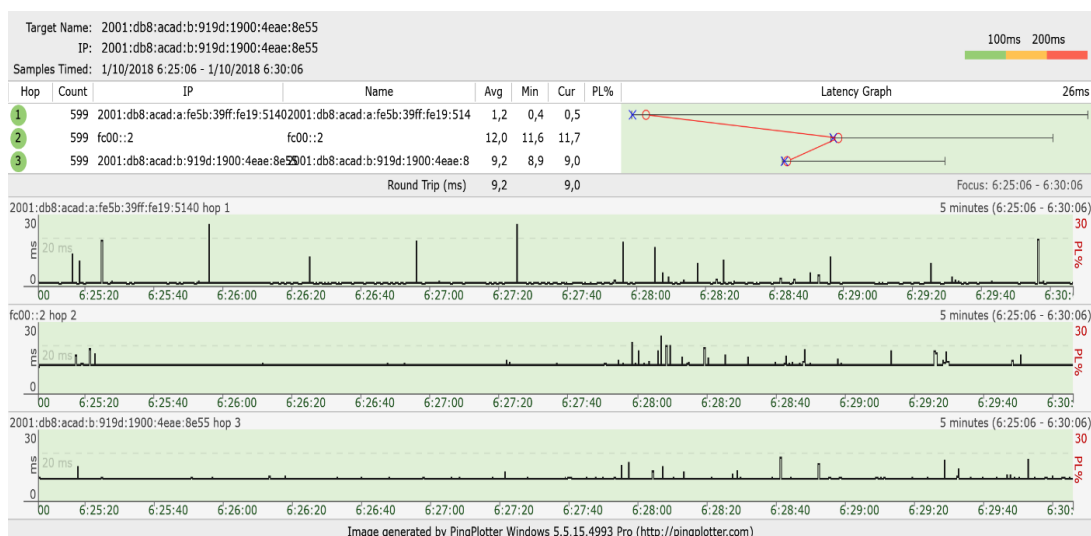 Target Name: 2001:db8:acad:b:919d:1900:4eae:8e55
IP: 2001:db8:acad:b:919d:1900:4eae:8e55
Samples Timed: 1/10/2018 6:25:06 - 1/10/2018 6:30:06
100ms 200ms
Hop Count IP Name Avg Min Cur PL% Latency Graph 26ms
1 599 2001:db8:acad:a:fe5b:39ff:fe19:5140 2001:db8:acad:a:fe5b:39ff:fe19:514 1,2 0,4 0,5
2 599 fc00::2 fc00::2 12,0 11,6 11,7
3 599 2001:db8:acad:b:919d:1900:4eae:8e55 2001:db8:acad:b:919d:1900:4eae:8 9,2 8,9 9,0
Round Trip (ms) 9,2 9,0 Focus: 6:25:06 - 6:30:06
2001:db8:acad:a:fe5b:39ff:fe19:5140 hop 1 5 minutes (6:25:06 - 6:30:06)
30 30
ms 20 ms PL%
0
00 6:25:20 6:25:40 6:26:00 6:26:20 6:26:40 6:27:00 6:27:20 6:27:40 6:28:00 6:28:20 6:28:40 6:29:00 6:29:20 6:29:40 6:30:
fc00::2 hop 2 5 minutes (6:25:06 - 6:30:06)
30 30
ms 20 ms PL%
0
00 6:25:20 6:25:40 6:26:00 6:26:20 6:26:40 6:27:00 6:27:20 6:27:40 6:28:00 6:28:20 6:28:40 6:29:00 6:29:20 6:29:40 6:30:
2001:db8:acad:b:919d:1900:4eae:8e55 hop 3 5 minutes (6:25:06 - 6:30:06)
30 30
ms 20 ms PL%
0
00 6:25:20 6:25:40 6:26:00 6:26:20 6:26:40 6:27:00 6:27:20 6:27:40 6:28:00 6:28:20 6:28:40 6:29:00 6:29:20 6:29:40 6:30:
Image generated by PingPlotter Windows 5.5.15.4993 Pro (http://pingplotter.com)